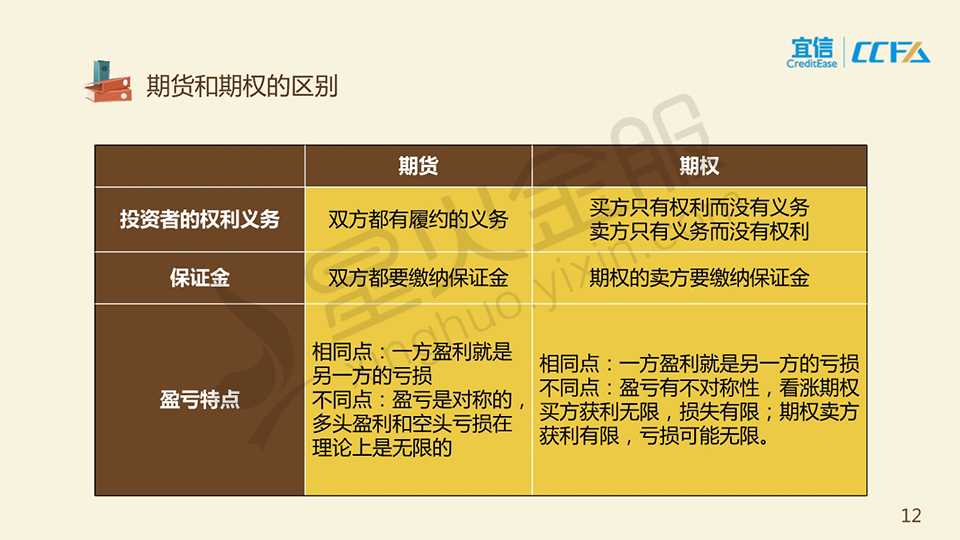 宜信
CreditEase
CCFA
期货和期权的区别
期货
期权
投资者的权利义务
双方都有履约的义务
买方只有权利而没有义务
卖方只有义务而没有权利
保证金
双方都要缴纳保证金
期权的卖方要缴纳保证金
盈亏特点
相同点：一方盈利就是
另一方的亏损
不同点：盈亏是对称的，
多头盈利和空头亏损在
理论上是无限的
相同点：一方盈利就是另一方的亏损
不同点：盈亏有不对称性，看涨期权
买方获利无限，损失有限；期权卖方
获利有限，亏损可能无限。
星火金服
xinghuo.yixin.com
12